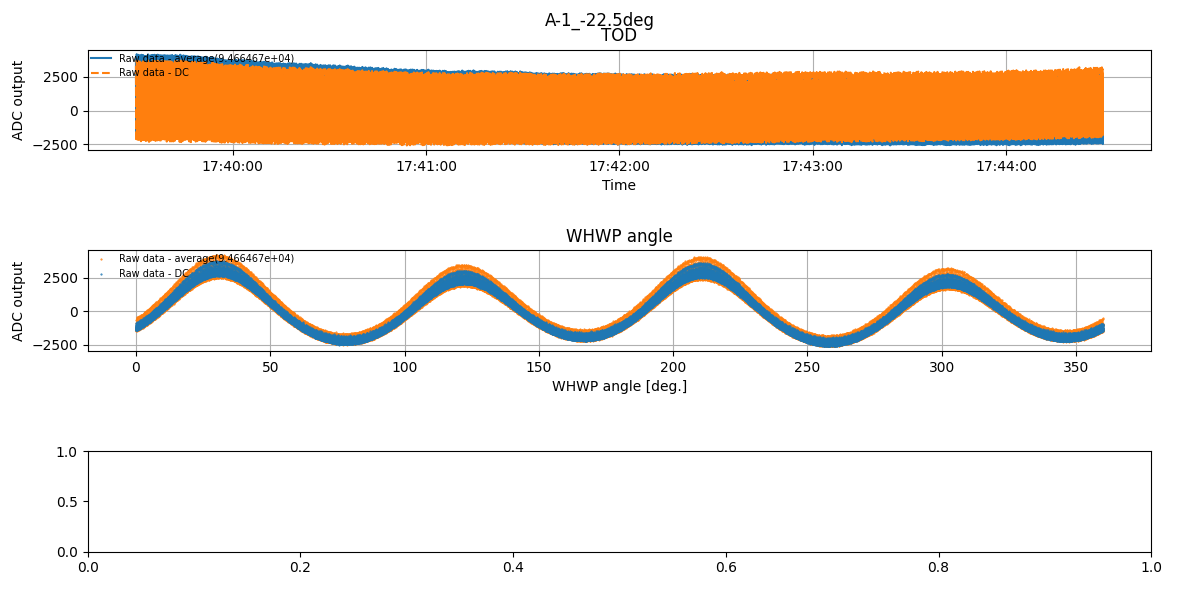 A-1_-22.5deg
TOD
Raw data - average(9.466467e+04)
Raw data - DC
ADC output
2500
0
−2500
17:40:00 17:41:00 17:42:00 17:43:00 17:44:00
Time
WHWP angle
Raw data - average(9.466467e+04)
Raw data - DC
ADC output
2500
0
−2500
0 50 100 150 200 250 300 350
WHWP angle [deg.]
1.0
0.5
0.0
0.0 0.2 0.4 0.6 0.8 1.0